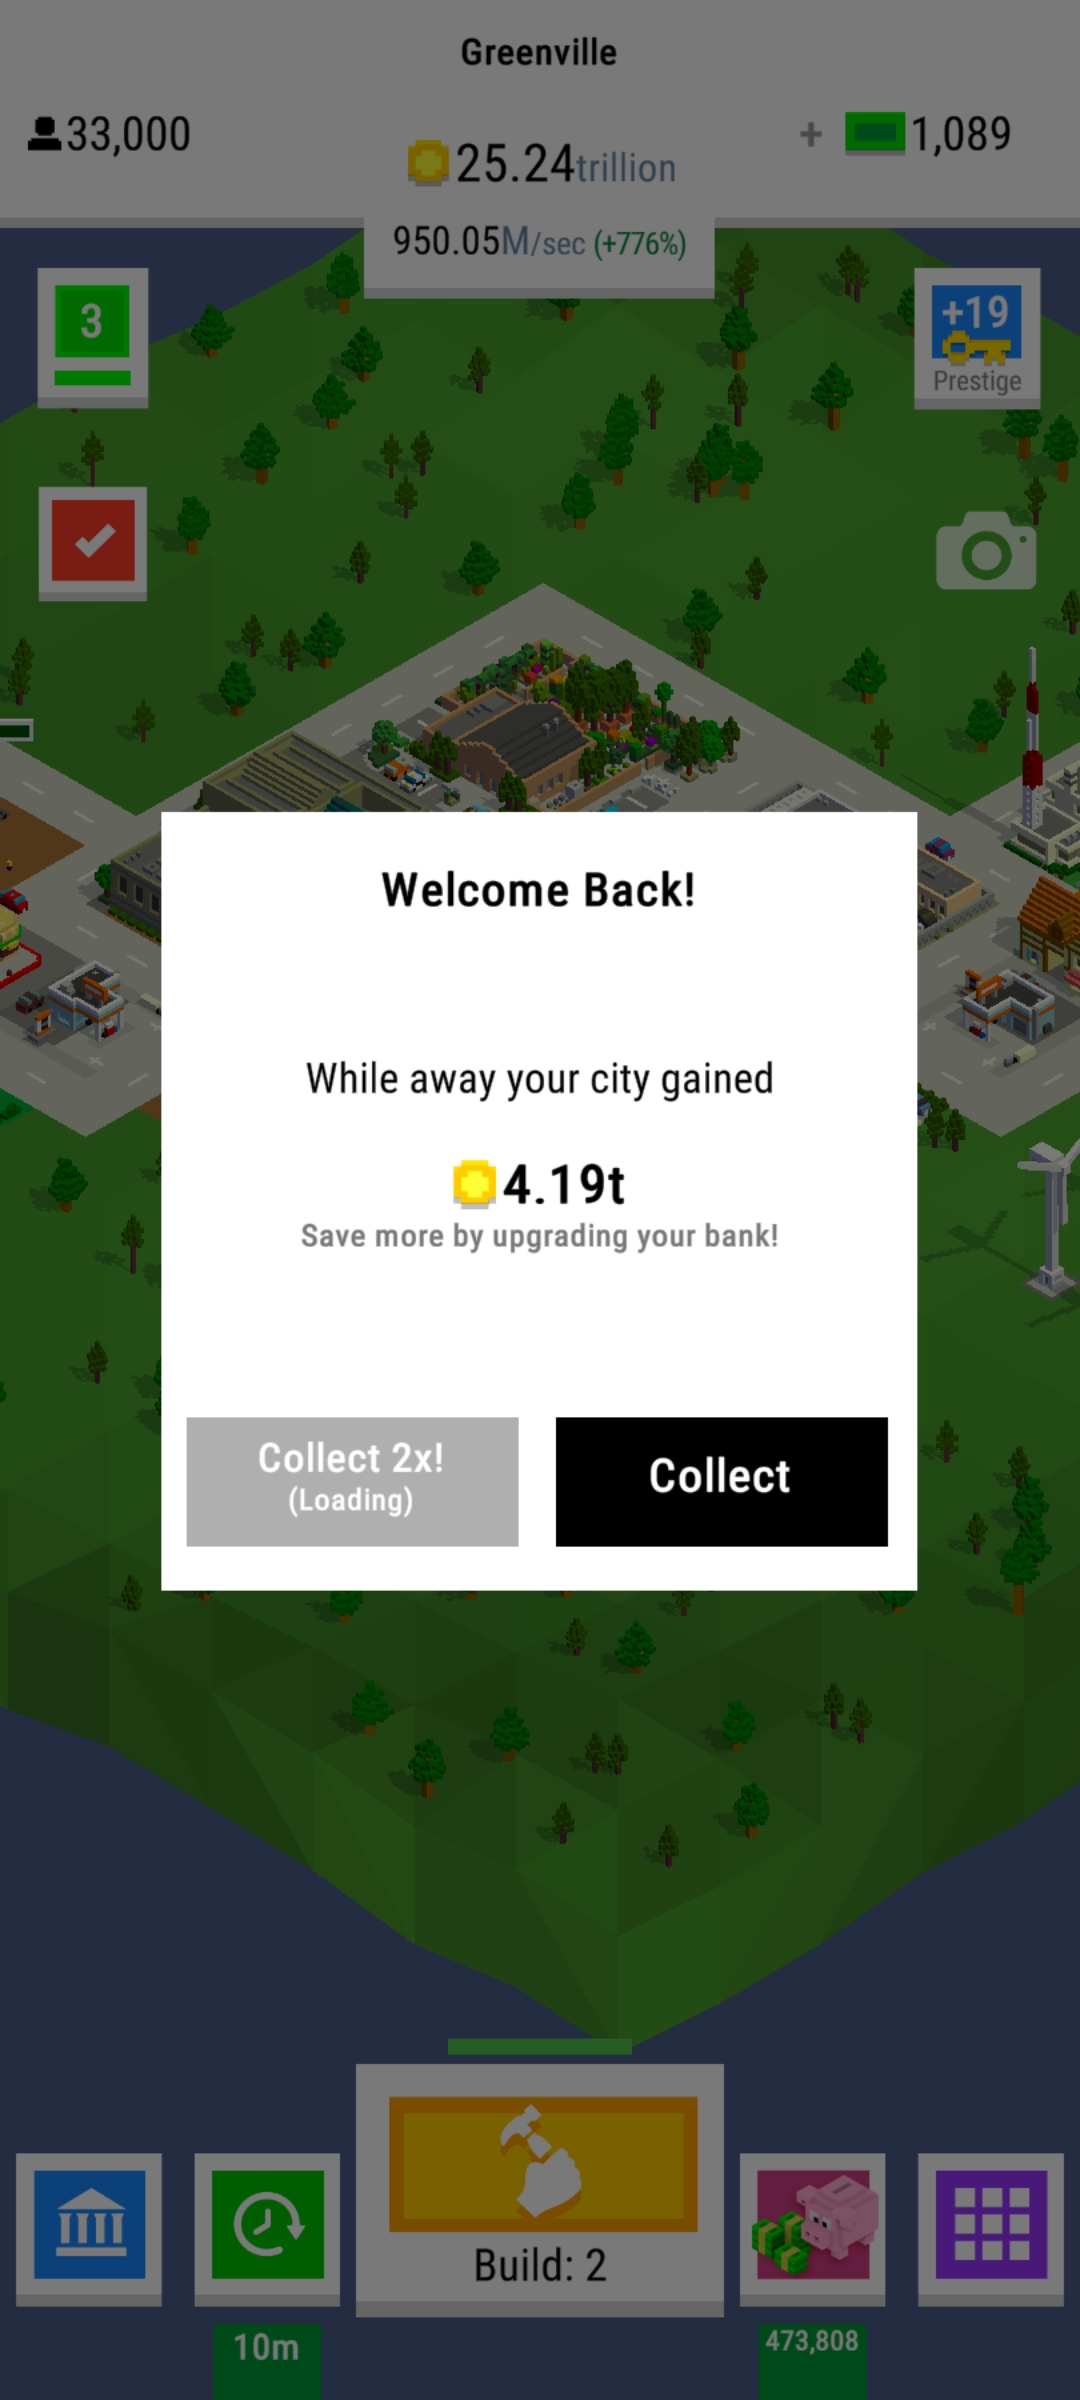 Greenville
33,000
25.24trillion
+ 1,089
950.05M/sec (+776%)
3
+19
Prestige
Welcome Back!
While away your city gained
4.19t
Save more by upgrading your bank!
Collect 2x!
(Loading)
Collect
Build: 2
10m
473,808